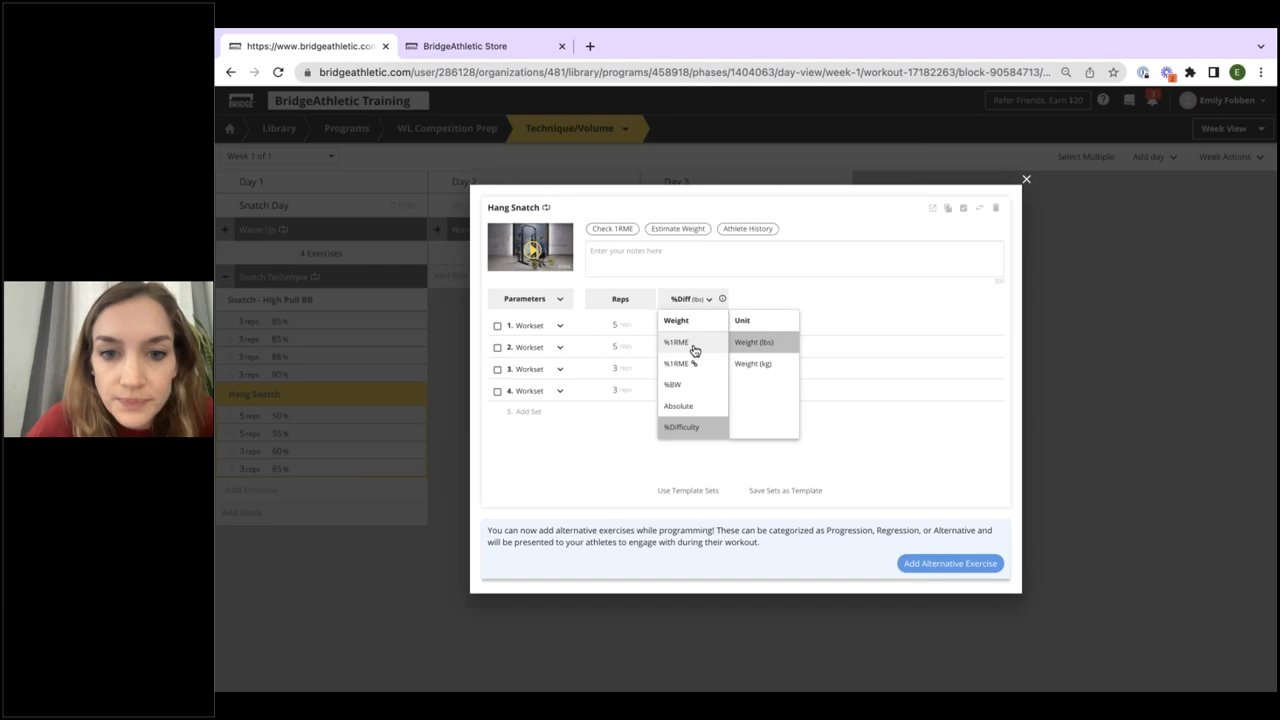 https://www.bridgeathletic.con
BridgeAthletic Store
bridgeathletic.com/user/286128/organizations/481/library/programs/458918/phases/1404063/day-view/week-1/workout-17182263/block-90584713/...
E
BRIDGE
BridgeAthletic Training
Refer Friends, Earn $20
3
Emily Fobben
Library
Programs
WL Competition Prep
Technique/Volume
Week View
Week 1 of 1
Select Multiple
Add day
Week Actions
Day 1
Day 2
Day 3
Snatch Day
Warm Up
4 Exercises
Snatch Technique
Snatch - High Pull BB
3 reps 85%
3 reps 85%
3 reps 88%
3 reps 90%
Hang Snatch
5 reps 50%
5 reps 55%
3 reps 60%
3 reps 65%
Add Exercise
Add Block
Hang Snatch
Check 1RME
Estimate Weight
Athlete History
Enter your notes here
300
Parameters
Reps
%Diff (lbs)
1. Workset 5 reps
2. Workset 5 reps
3. Workset 3 reps
4. Workset 3 reps
5. Add Set
Weight
%1RME
%1RME
%BW
Absolute
%Difficulty
Unit
Weight (lbs)
Weight (kg)
Use Template Sets
Save Sets as Template
You can now add alternative exercises while programming! These can be categorized as Progression, Regression, or Alternative and
will be presented to your athletes to engage with during their workout.
Add Alternative Exercise